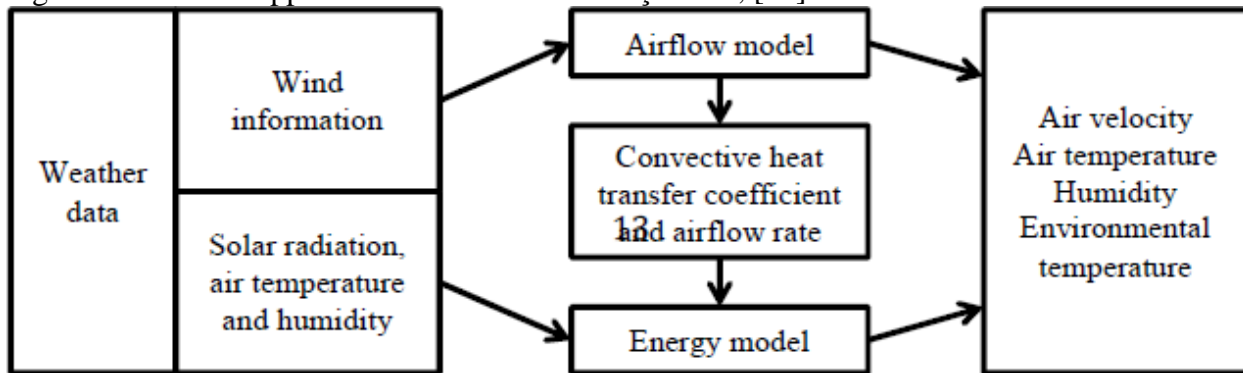 Weather
data
Wind
information
Solar radiation,
air temperature
and humidity
Airflow model
Convective heat
transfer coefficient
and airflow rate
13
Energy model
Air velocity
Air temperature
Humidity
Environmental
temperature